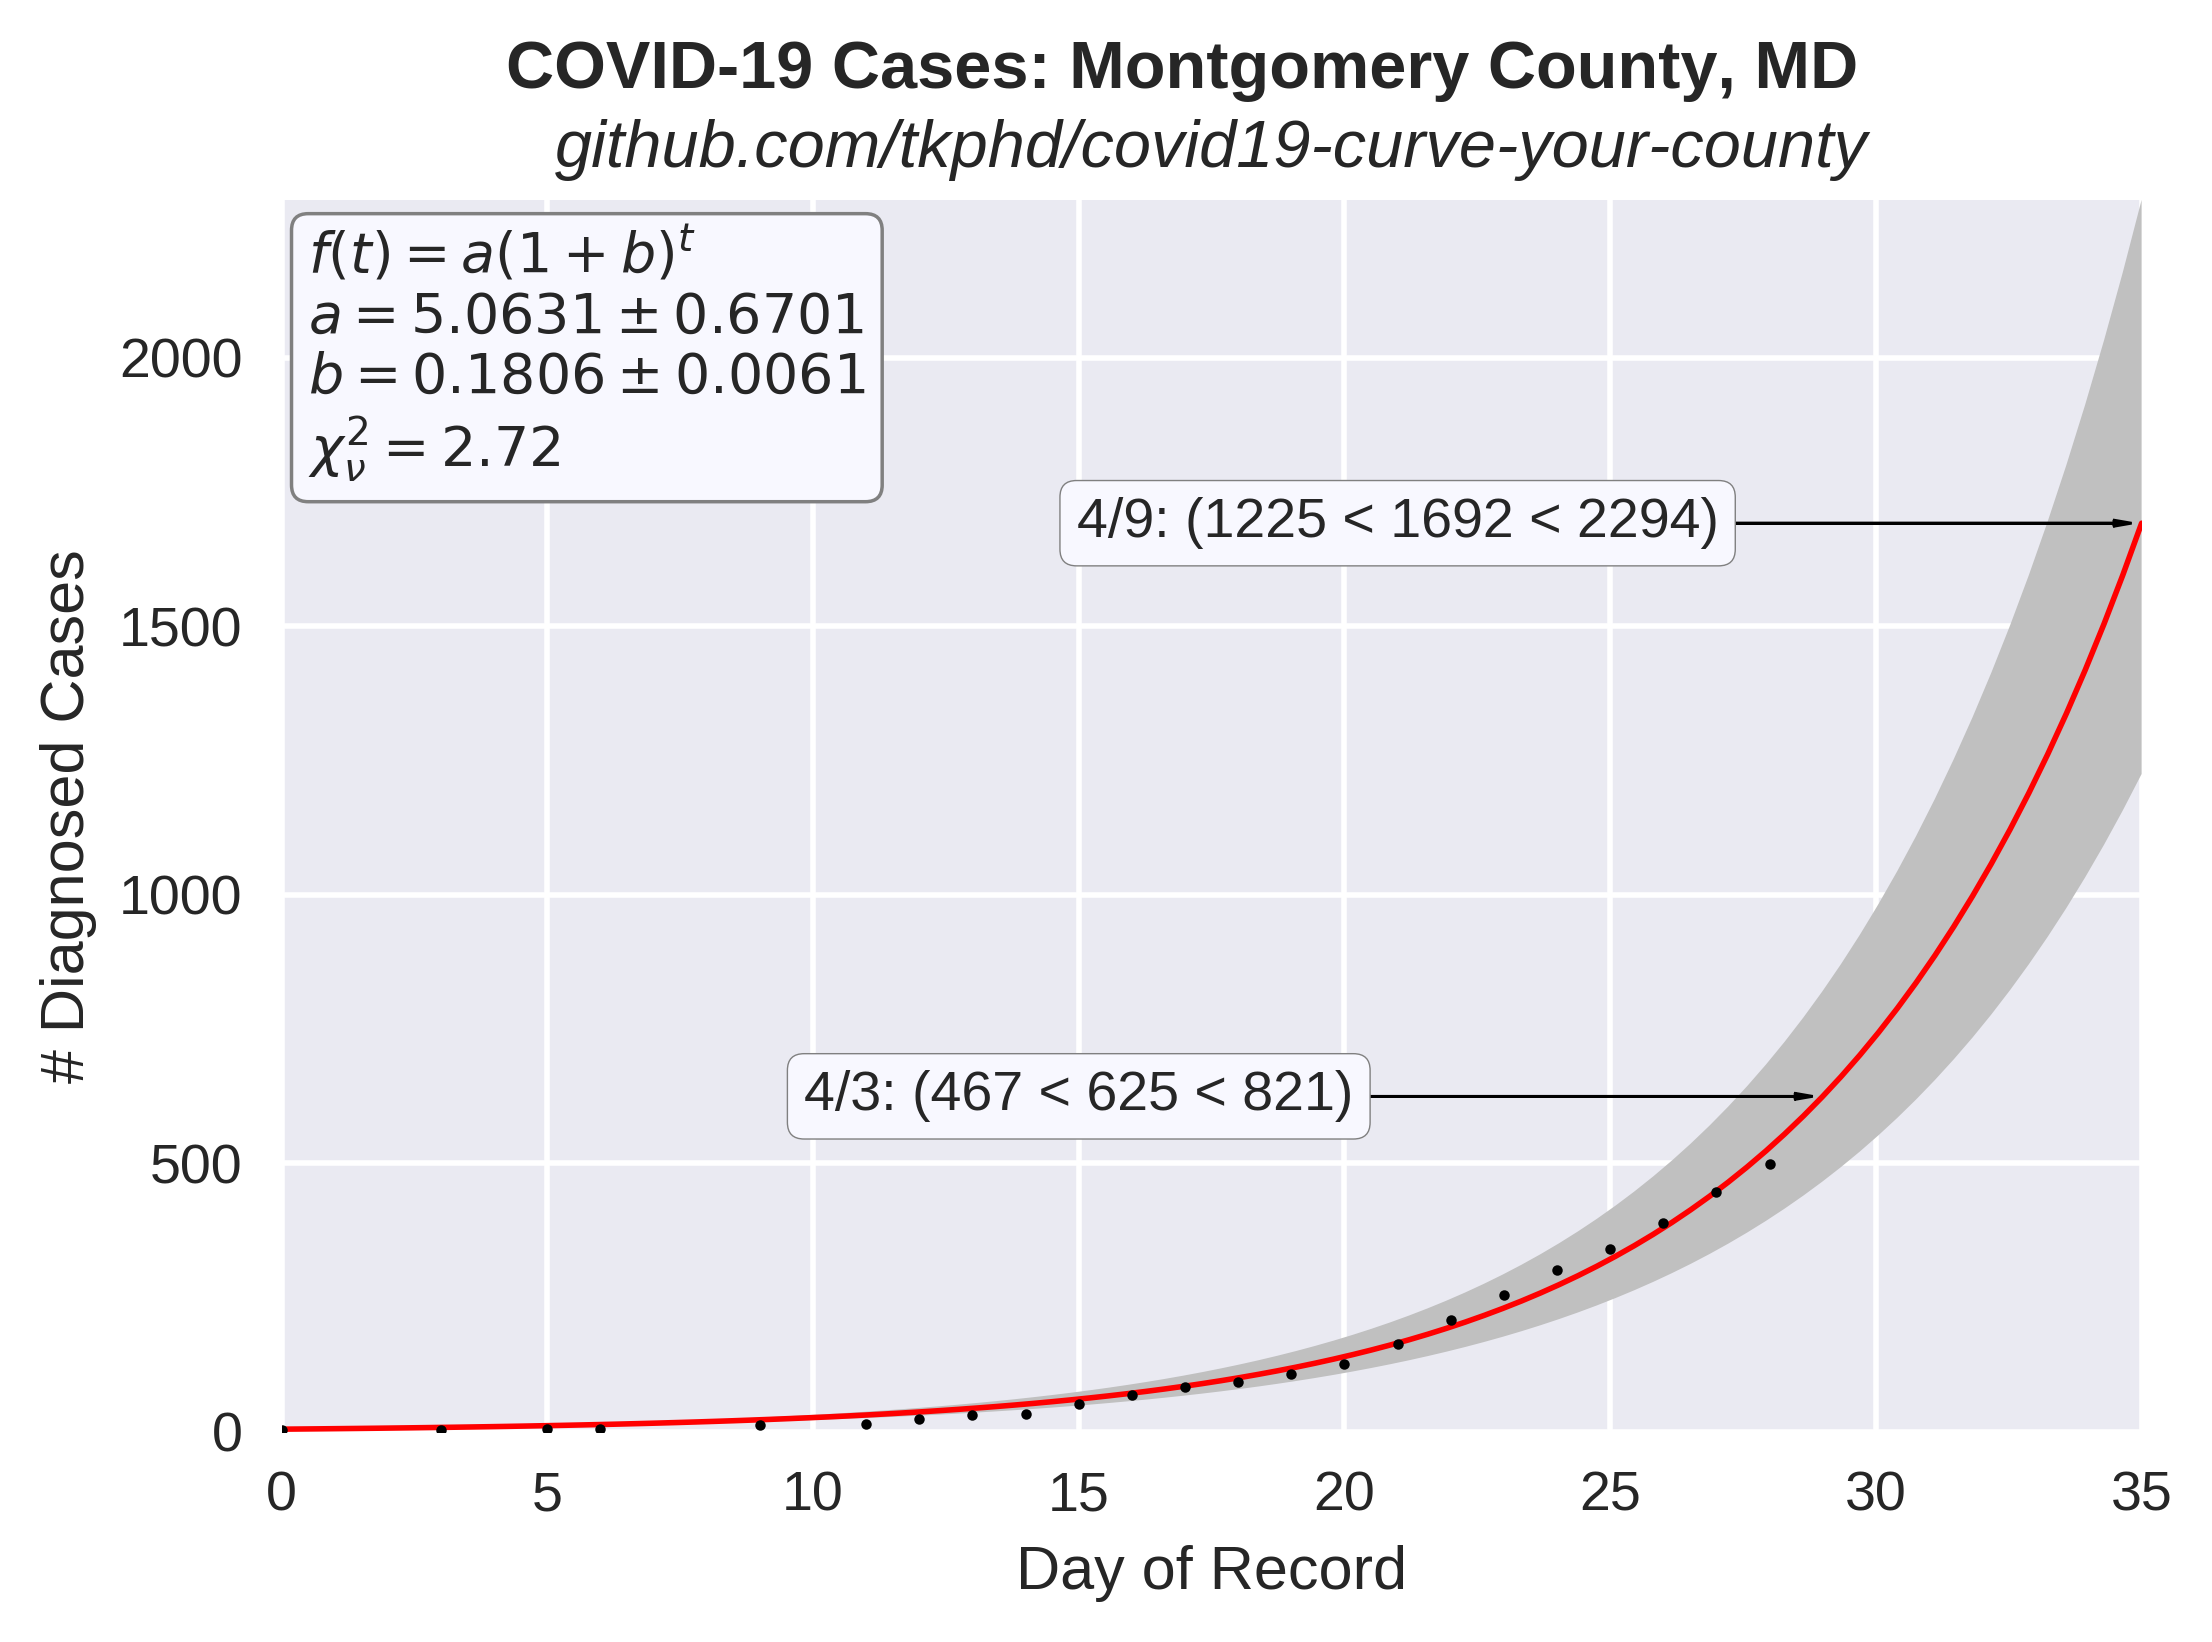 COVID-19 Cases: Montgomery County, MD
github.com/tkphd/covid19-curve-your-county
f(t) = a(1 + b)^t
a = 5.0631 ± 0.6701
b = 0.1806 ± 0.0061
χ²ᵥ = 2.72
4/9: (1225 < 1692 < 2294)
4/3: (467 < 625 < 821)
# Diagnosed Cases
2000
1500
1000
500
0
0 5 10 15 20 25 30 35
Day of Record